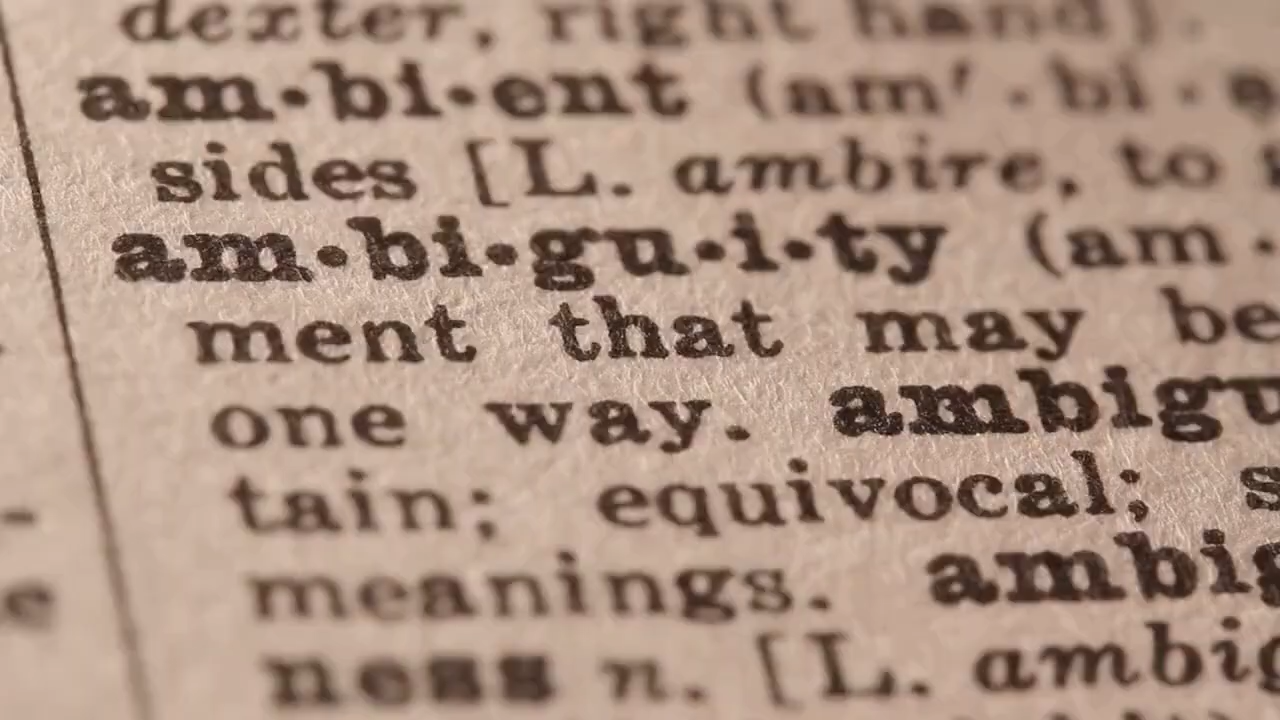 dexter, right hand].
am•bi•ent (am′ · bi · e
sides [L. ambire, to
am•bi•gu•i•ty (am ·
ment that may be
one way. ambigu
tain; equivocal; s
meanings. ambig
ness n. [L. ambig